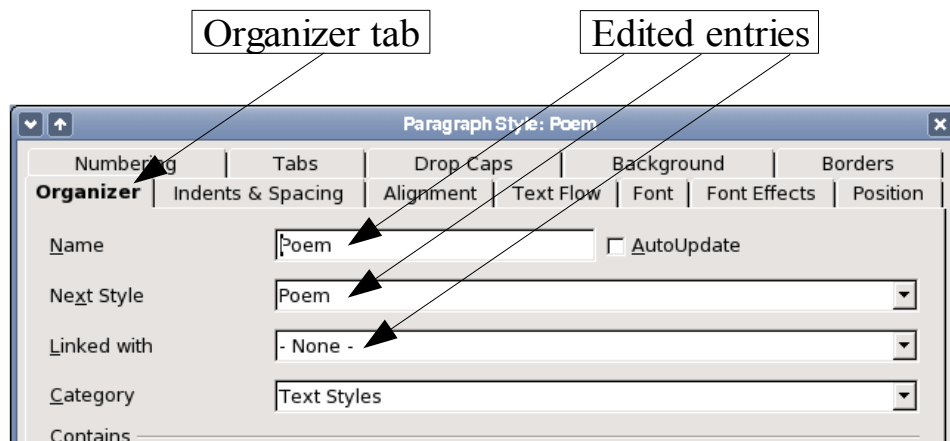 Organizer tab Edited entries
Paragraph Style: Poem
Numbering Tabs Drop Caps Background Borders
Organizer Indents & Spacing Alignment Text Flow Font Font Effects Position
Name Poem AutoUpdate
Next Style Poem
Linked with - None -
Category Text Styles
Contains